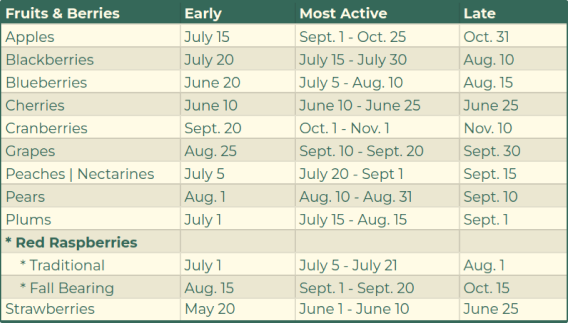 Fruits & Berries Early Most Active Late
Apples July 15 Sept. 1 - Oct. 25 Oct. 31
Blackberries July 20 July 15 - July 30 Aug. 10
Blueberries June 20 July 5 - Aug. 10 Aug. 15
Cherries June 10 June 10 - June 25 June 25
Cranberries Sept. 20 Oct. 1 - Nov. 1 Nov. 10
Grapes Aug. 25 Sept. 10 - Sept. 20 Sept. 30
Peaches | Nectarines July 5 July 20 - Sept 1 Sept. 15
Pears Aug. 1 Aug. 10 - Aug. 31 Sept. 10
Plums July 1 July 15 - Aug. 15 Sept. 1
* Red Raspberries
* Traditional July 1 July 5 - July 21 Aug. 1
* Fall Bearing Aug. 15 Sept. 1 - Sept. 20 Oct. 15
Strawberries May 20 June 1 - June 10 June 25